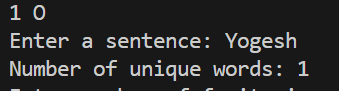 1 0
Enter a sentence: Yogesh
Number of unique words: 1